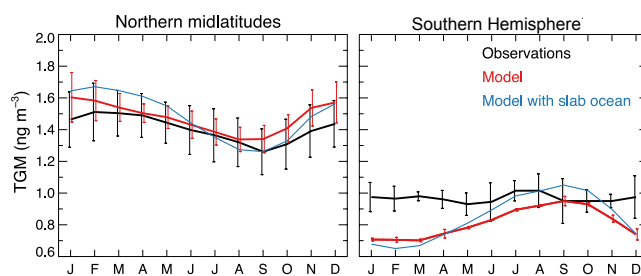 Northern midlatitudes
Southern Hemisphere
Observations
Model
Model with slab ocean
TGM (ng m⁻³)
2.0
1.8
1.6
1.4
1.2
1.0
0.8
0.6
J F M A M J J A S O N D
J F M A M J J A S O N D